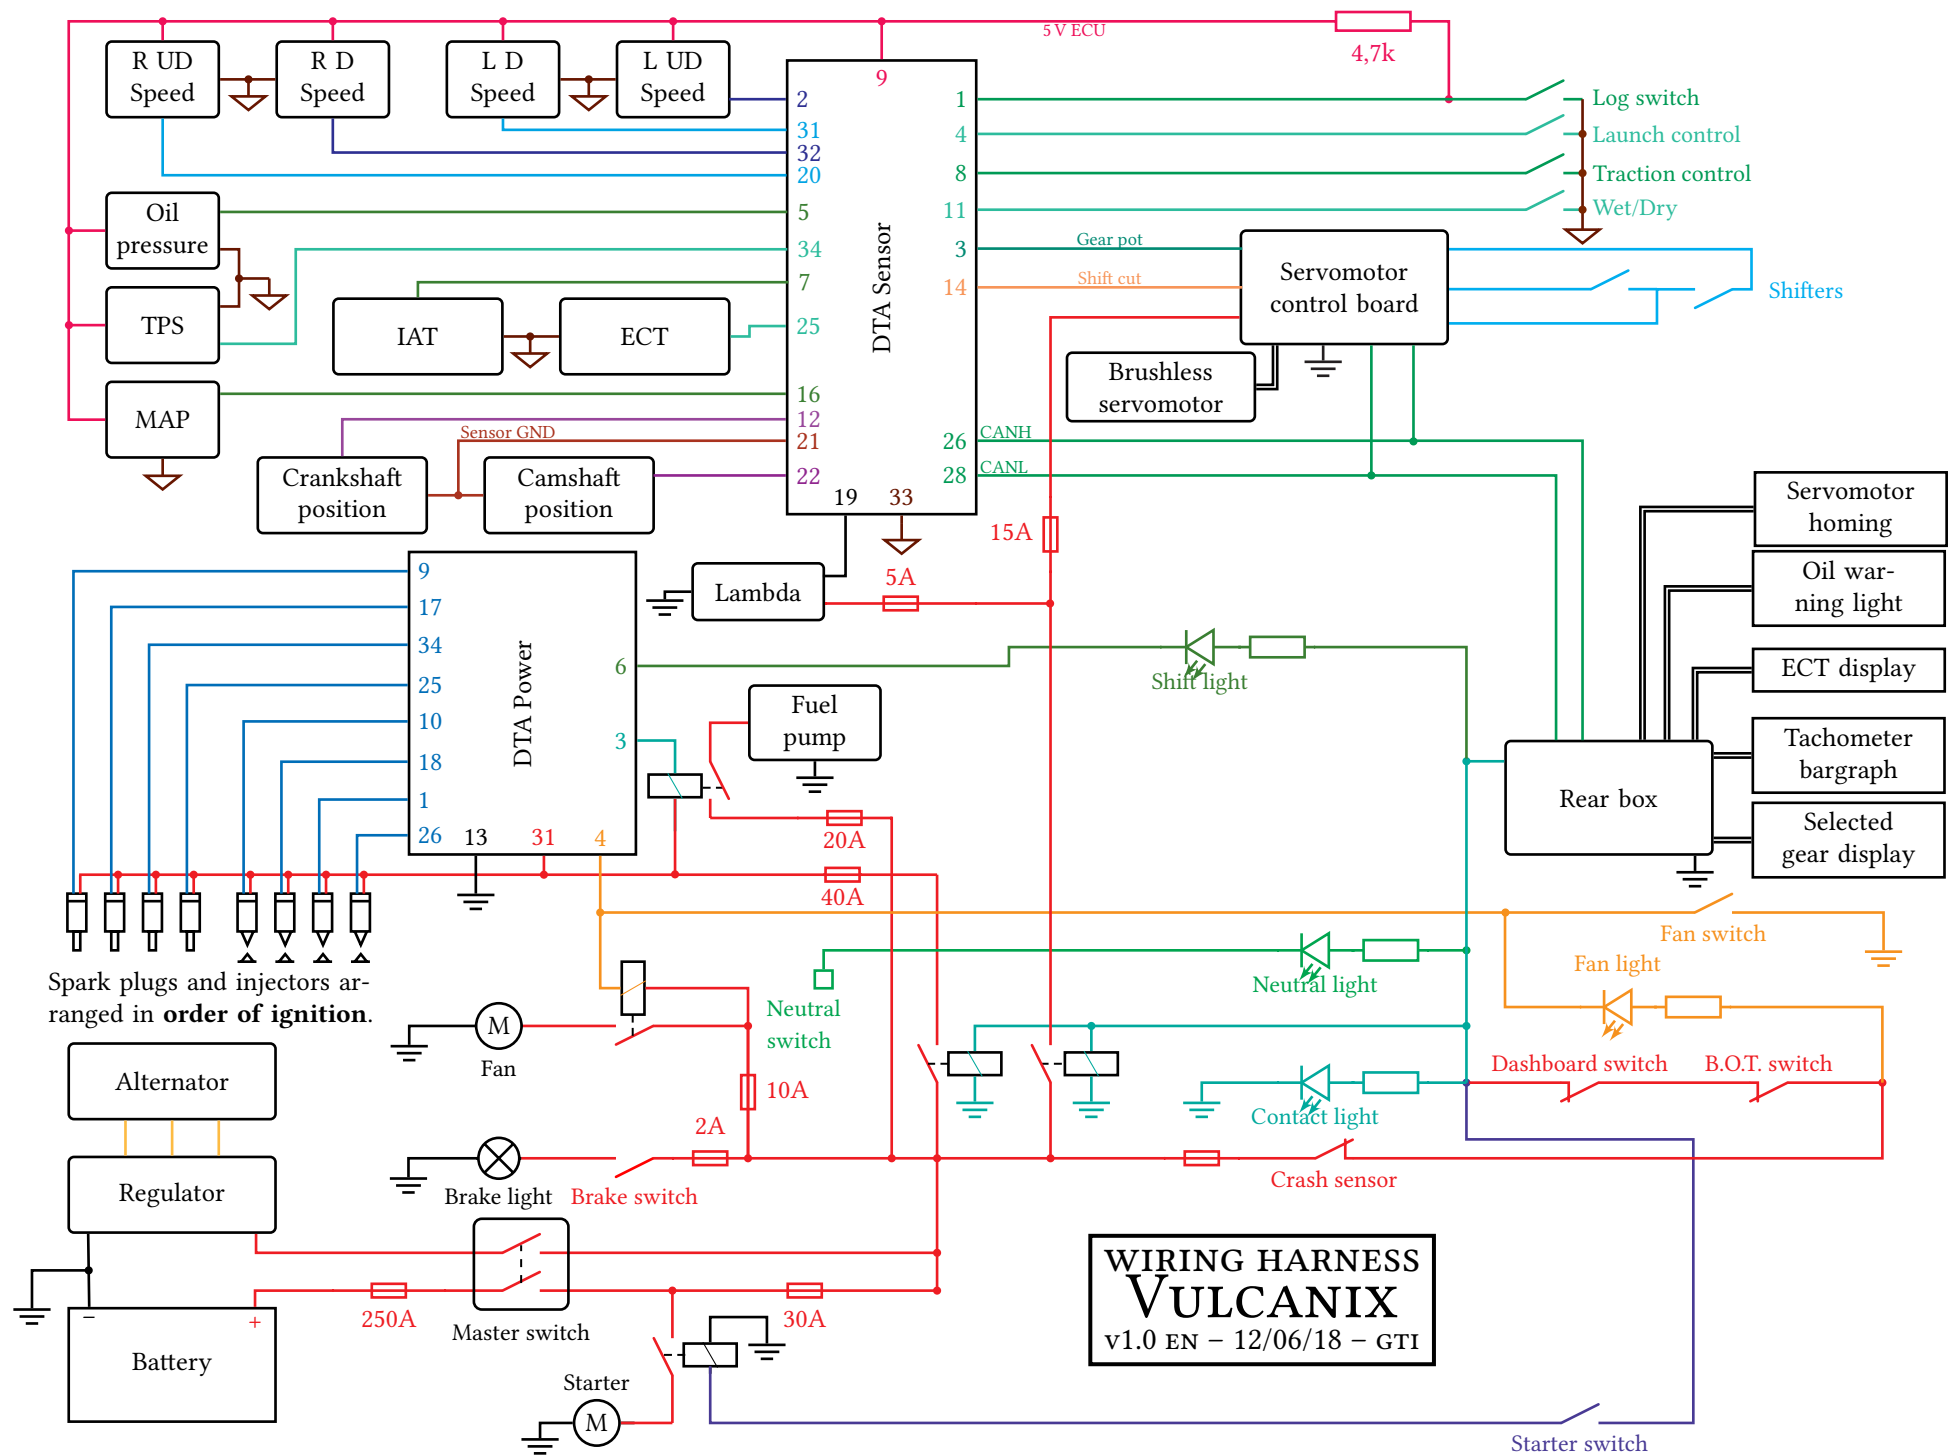 5 V ECU
4,7k
R UD
Speed
R D
Speed
L D
Speed
L UD
Speed
9
2
31
32
20
5
34
7
25
16
12
21
22
19
33
1
4
8
11
3
14
26
28
DTA Sensor
Log switch
Launch control
Traction control
Wet/Dry
Gear pot
Shift cut
Servomotor
control board
Shifters
Oil
pressure
TPS
IAT
ECT
MAP
Brushless
servomotor
Sensor GND
CANH
CANL
Crankshaft
position
Camshaft
position
15A
5A
Lambda
Servomotor
homing
Oil war-
ning light
ECT display
Tachometer
bargraph
Selected
gear display
Rear box
9
17
34
25
10
18
1
26
13
31
4
6
3
DTA Power
Shift light
Fuel
pump
20A
40A
Fan switch
Fan light
Neutral light
Neutral
switch
Spark plugs and injectors ar-
ranged in order of ignition.
M
Fan
10A
2A
Dashboard switch
B.O.T. switch
Contact light
Alternator
Regulator
Brake light
Brake switch
Crash sensor
250A
Master switch
30A
−
+
Battery
Starter
M
WIRING HARNESS
VULCANIX
v1.0 EN – 12/06/18 – GTI
Starter switch